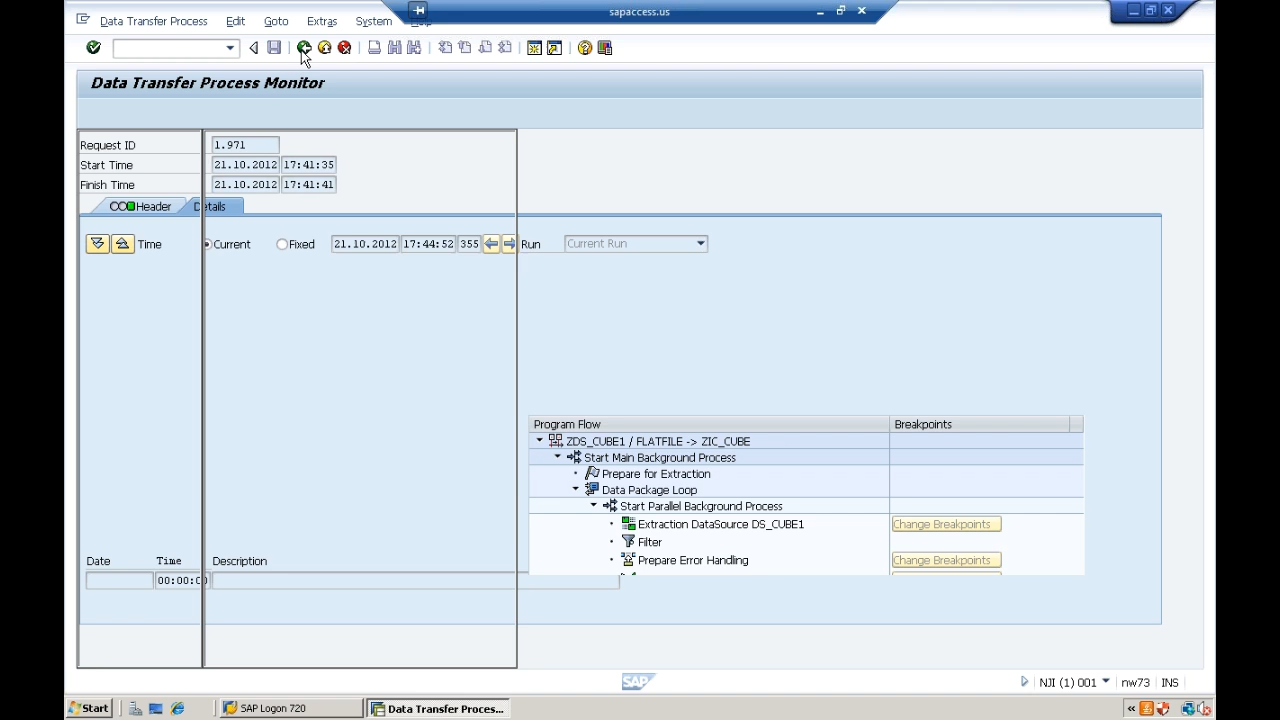 sapaccess.us
Data Transfer Process Edit Goto Extras System
Data Transfer Process Monitor
Request ID 1.971
Start Time 21.10.2012 17:41:35
Finish Time 21.10.2012 17:41:41
Header Details
Time Current Fixed 21.10.2012 17:44:52 355 Run Current Run
Program Flow Breakpoints
ZDS_CUBE1 / FLATFILE -> ZIC_CUBE
Start Main Background Process
Prepare for Extraction
Data Package Loop
Start Parallel Background Process
Extraction DataSource DS_CUBE1 Change Breakpoints
Filter
Prepare Error Handling Change Breakpoints
Date Time Description
00:00:00
SAP
NJI (1) 001 nw73 INS
Start SAP Logon 720 Data Transfer Proces...